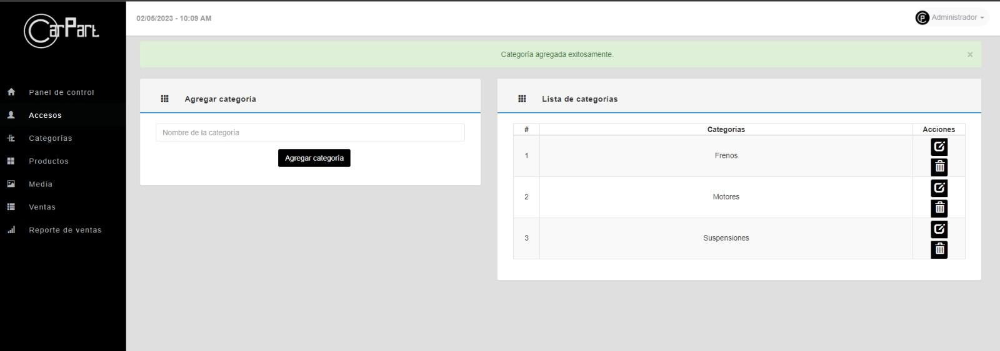 CarPart
02/05/2023 - 10:09 AM
Administrador
Categoría agregada exitosamente.
×
Panel de control
Accesos
Categorías
Productos
Media
Ventas
Reporte de ventas
Agregar categoría
Nombre de la categoría
Agregar categoría
Lista de categorías
# Categorías Acciones
1 Frenos
2 Motores
3 Suspensiones